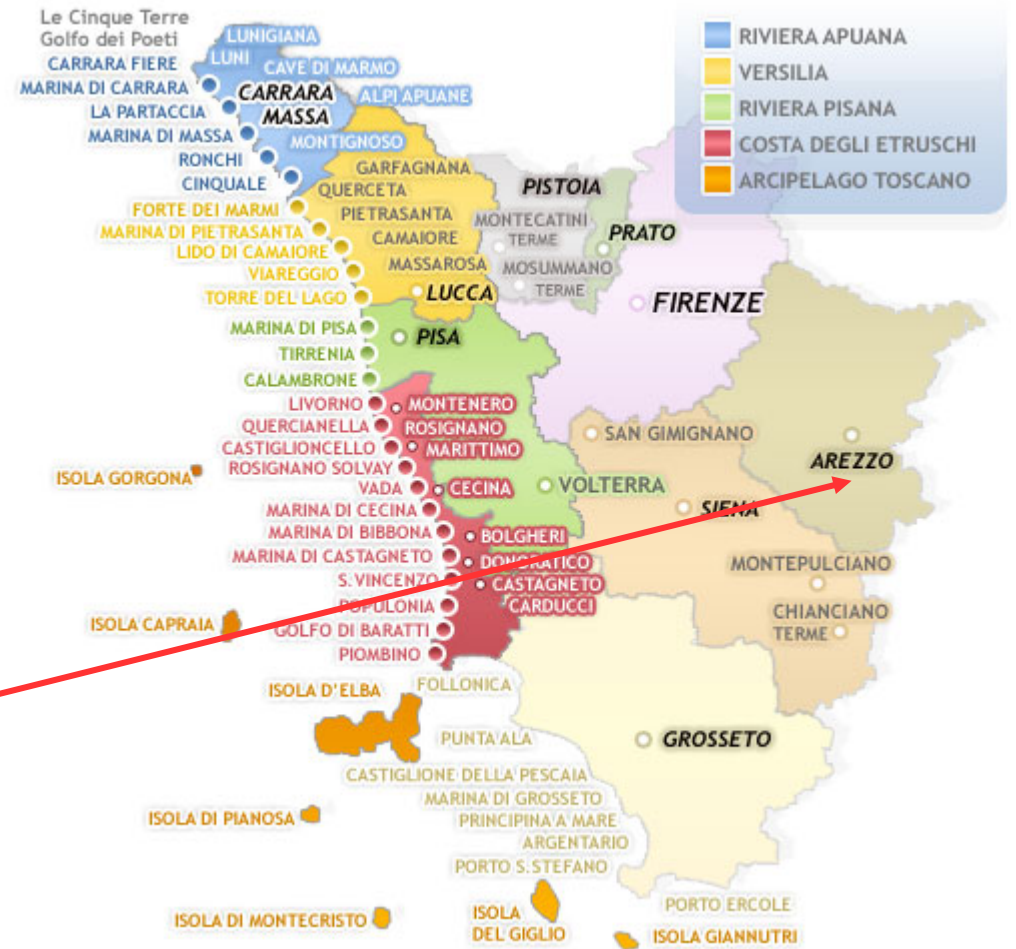 Le Cinque Terre
Golfo dei Poeti
CARRARA FIERE
MARINA DI CARRARA
LA PARTACCIA
MARINA DI MASSA
RONCHI
CINQUALE
FORTE DEI MARMI
MARINA DI PIETRASANTA
LIDO DI CAMAIORE
VIAREGGIO
TORRE DEL LAGO
MARINA DI PISA
TIRRENIA
CALAMBRONE
LIVORNO
QUERCIANELLA
CASTIGLIONCELLO
ROSIGNANO SOLVAY
VADA
MARINA DI CECINA
MARINA DI BIBBONA
MARINA DI CASTAGNETO
S. VINCENZO
POPULONIA
GOLFO DI BARATTI
PIOMBINO
LUNIGIANA
LUNI
CAVE DI MARMO
CARRARA
MASSA
ALPI APUANE
MONTIGNOSO
GARFAGNANA
QUERCETA
PIETRASANTA
CAMAIORE
MASSAROSA
LUCCA
PISTOIA
MONTECATINI
TERME
MOSUMMANO
TERME
PRATO
FIRENZE
PISA
MONTENERO
ROSIGNANO
MARITTIMO
CECINA
VOLTERRA
BOLGHERI
DONORATICO
CASTAGNETO
CARDUCCI
SAN GIMIGNANO
SIENA
AREZZO
MONTEPULCIANO
CHIANCIANO
TERME
GROSSETO
FOLLONICA
PUNTA ALA
CASTIGLIONE DELLA PESCAIA
MARINA DI GROSSETO
PRINCIPINA A MARE
ARGENTARIO
PORTO S.STEFANO
PORTO ERCOLE
ISOLA GORGONA
ISOLA CAPRAIA
ISOLA D'ELBA
ISOLA DI PIANOSA
ISOLA DI MONTECRISTO
ISOLA
DEL GIGLIO
ISOLA GIANNUTRI
RIVIERA APUANA
VERSILIA
RIVIERA PISANA
COSTA DEGLI ETRUSCHI
ARCIPELAGO TOSCANO